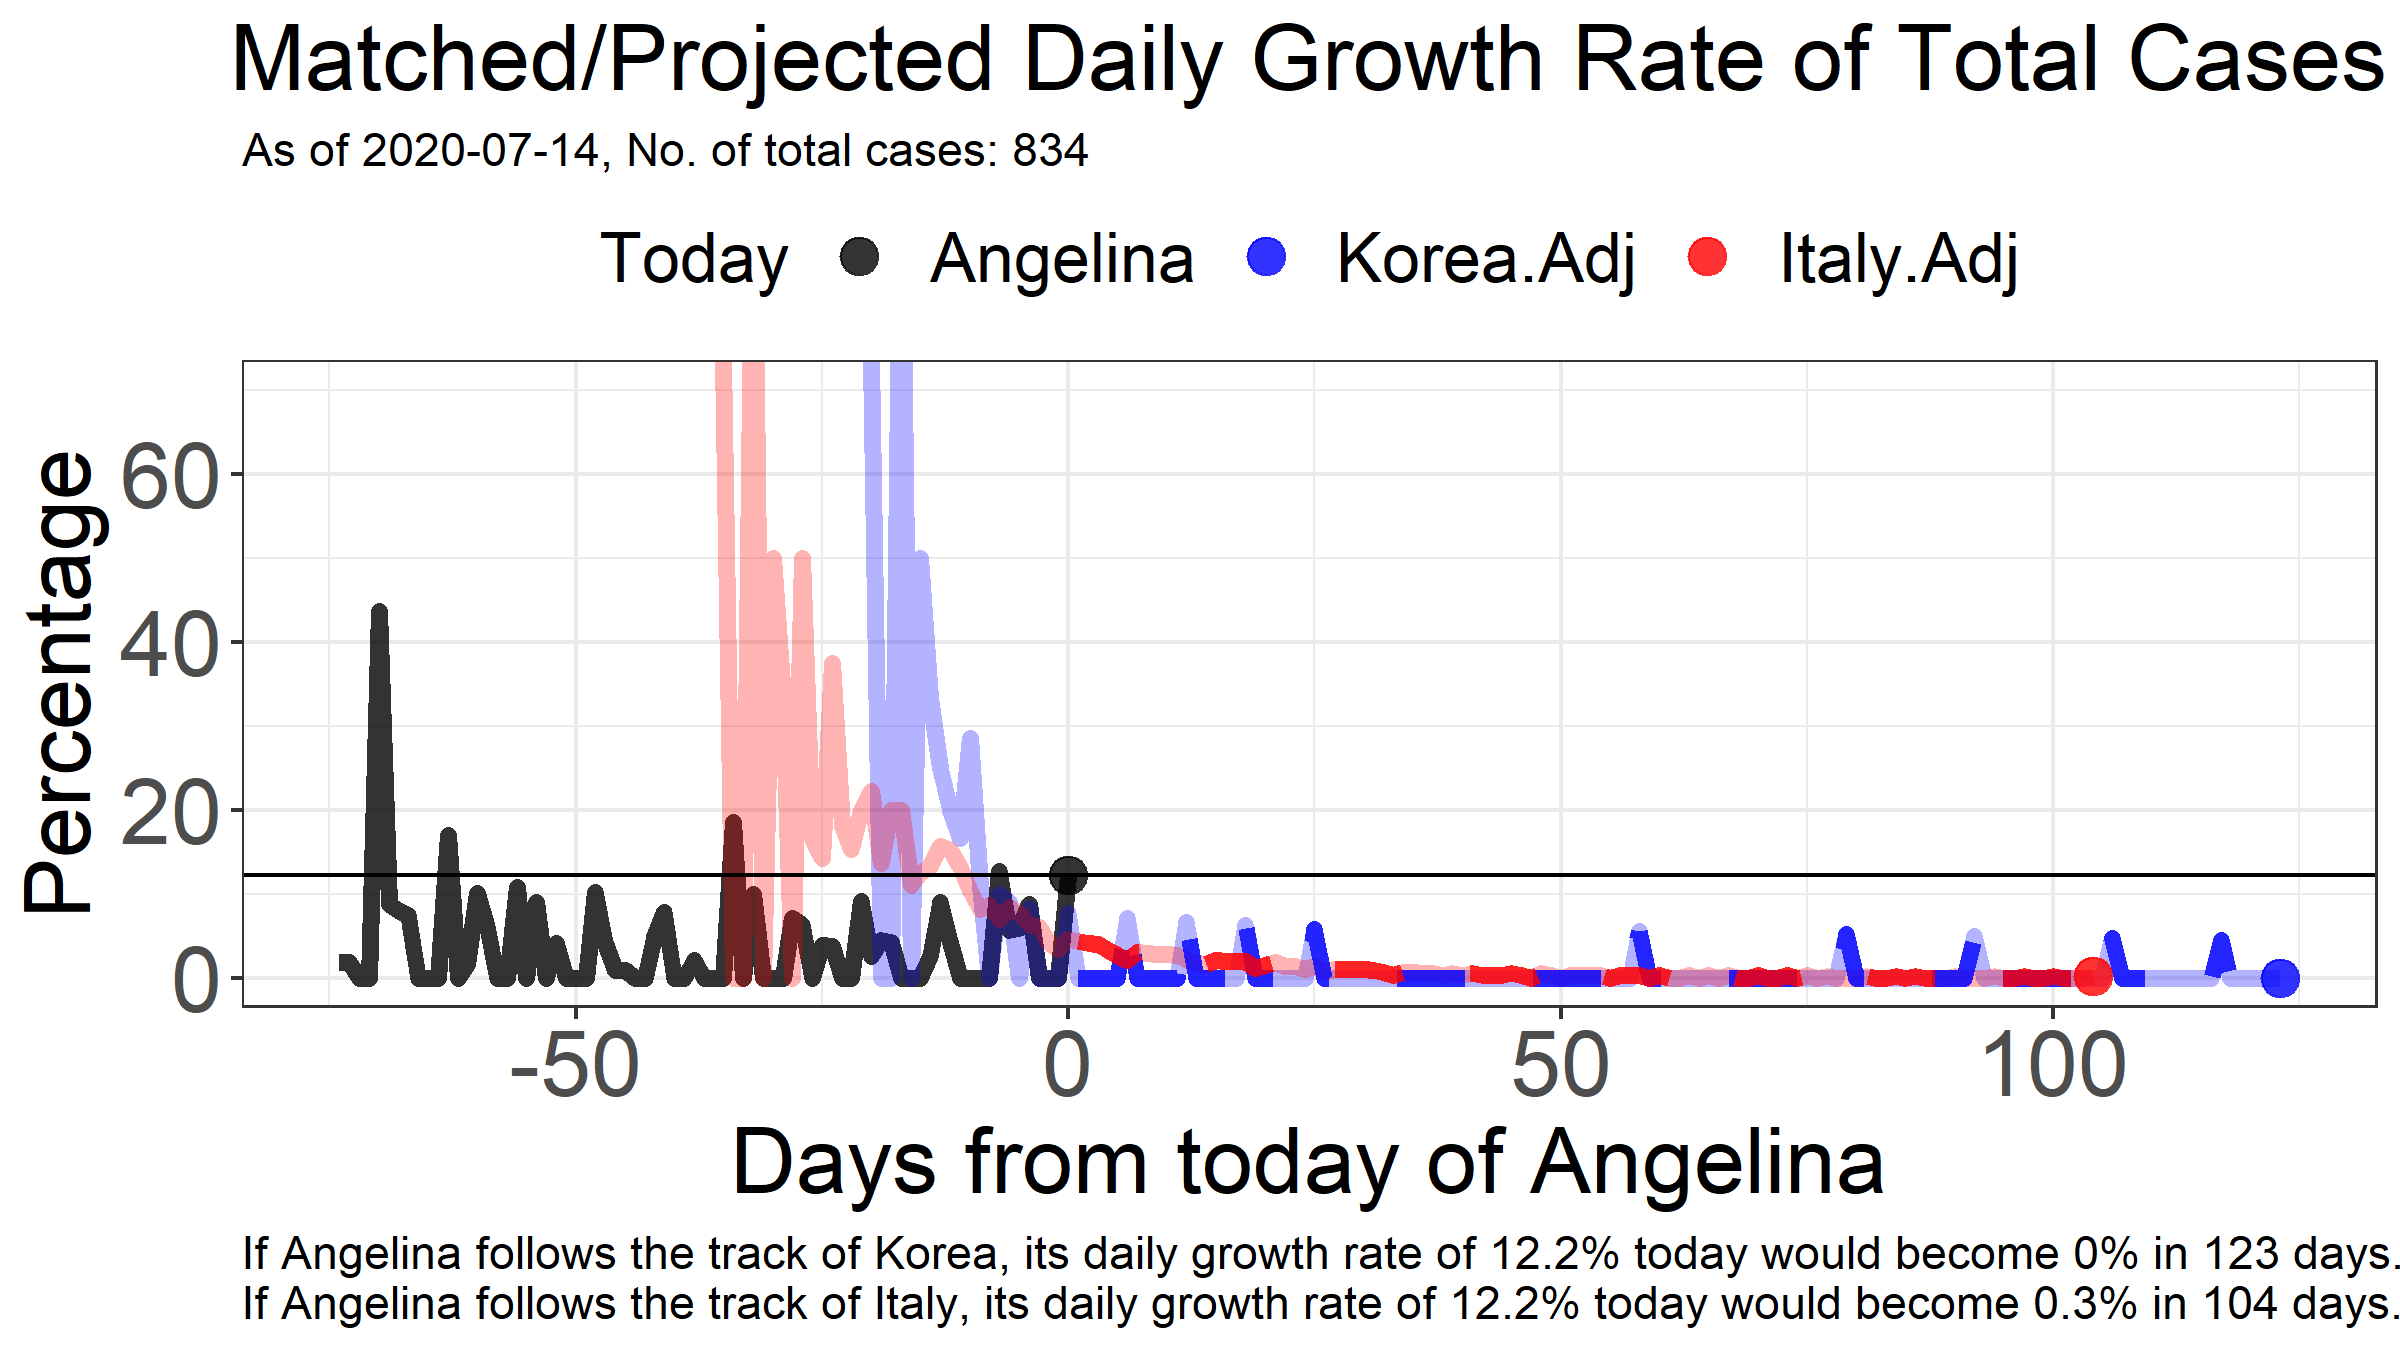 Matched/Projected Daily Growth Rate of Total Cases
As of 2020-07-14, No. of total cases: 834
Today Angelina Korea.Adj Italy.Adj
Percentage
60
40
20
0
-50 0 50 100
Days from today of Angelina
If Angelina follows the track of Korea, its daily growth rate of 12.2% today would become 0% in 123 days.
If Angelina follows the track of Italy, its daily growth rate of 12.2% today would become 0.3% in 104 days.